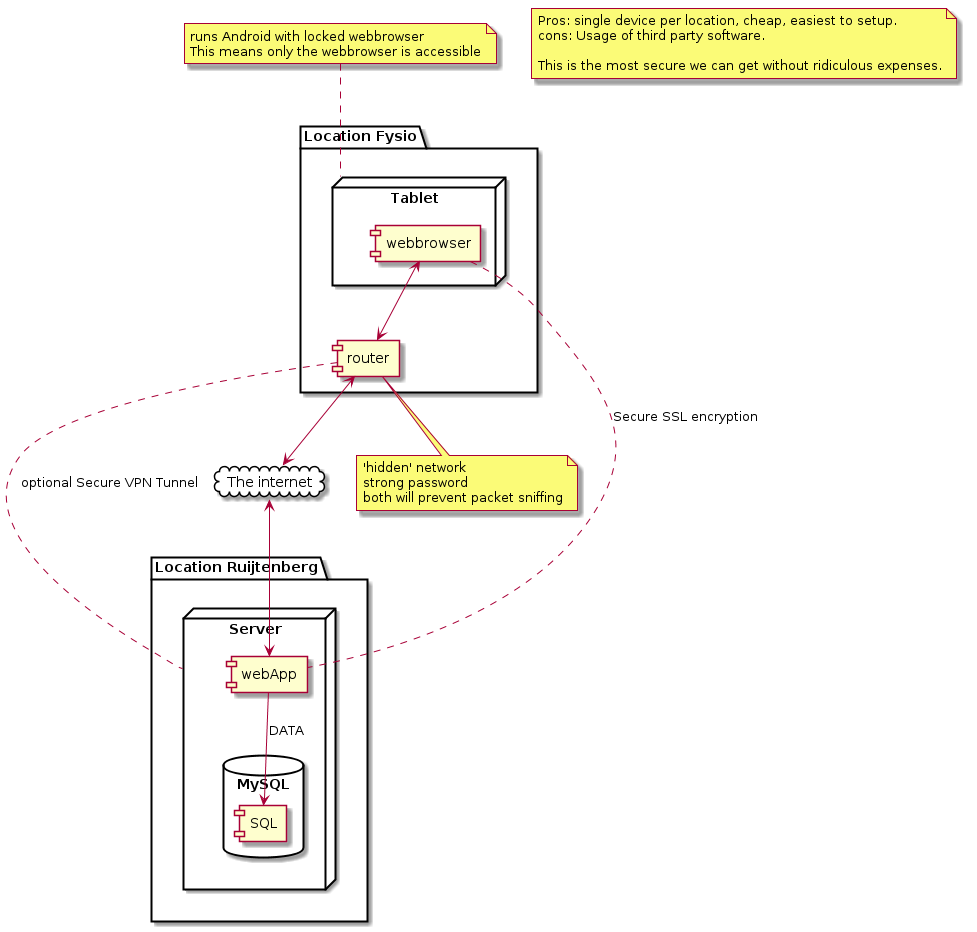 runs Android with locked webbrowser
This means only the webbrowser is accessible
Pros: single device per location, cheap, easiest to setup.
cons: Usage of third party software.
This is the most secure we can get without ridiculous expenses.
Location Fysio
Tablet
webbrowser
router
Secure SSL encryption
'hidden' network
strong password
both will prevent packet sniffing
optional Secure VPN Tunnel
The internet
Location Ruijtenberg
Server
webApp
DATA
MySQL
SQL